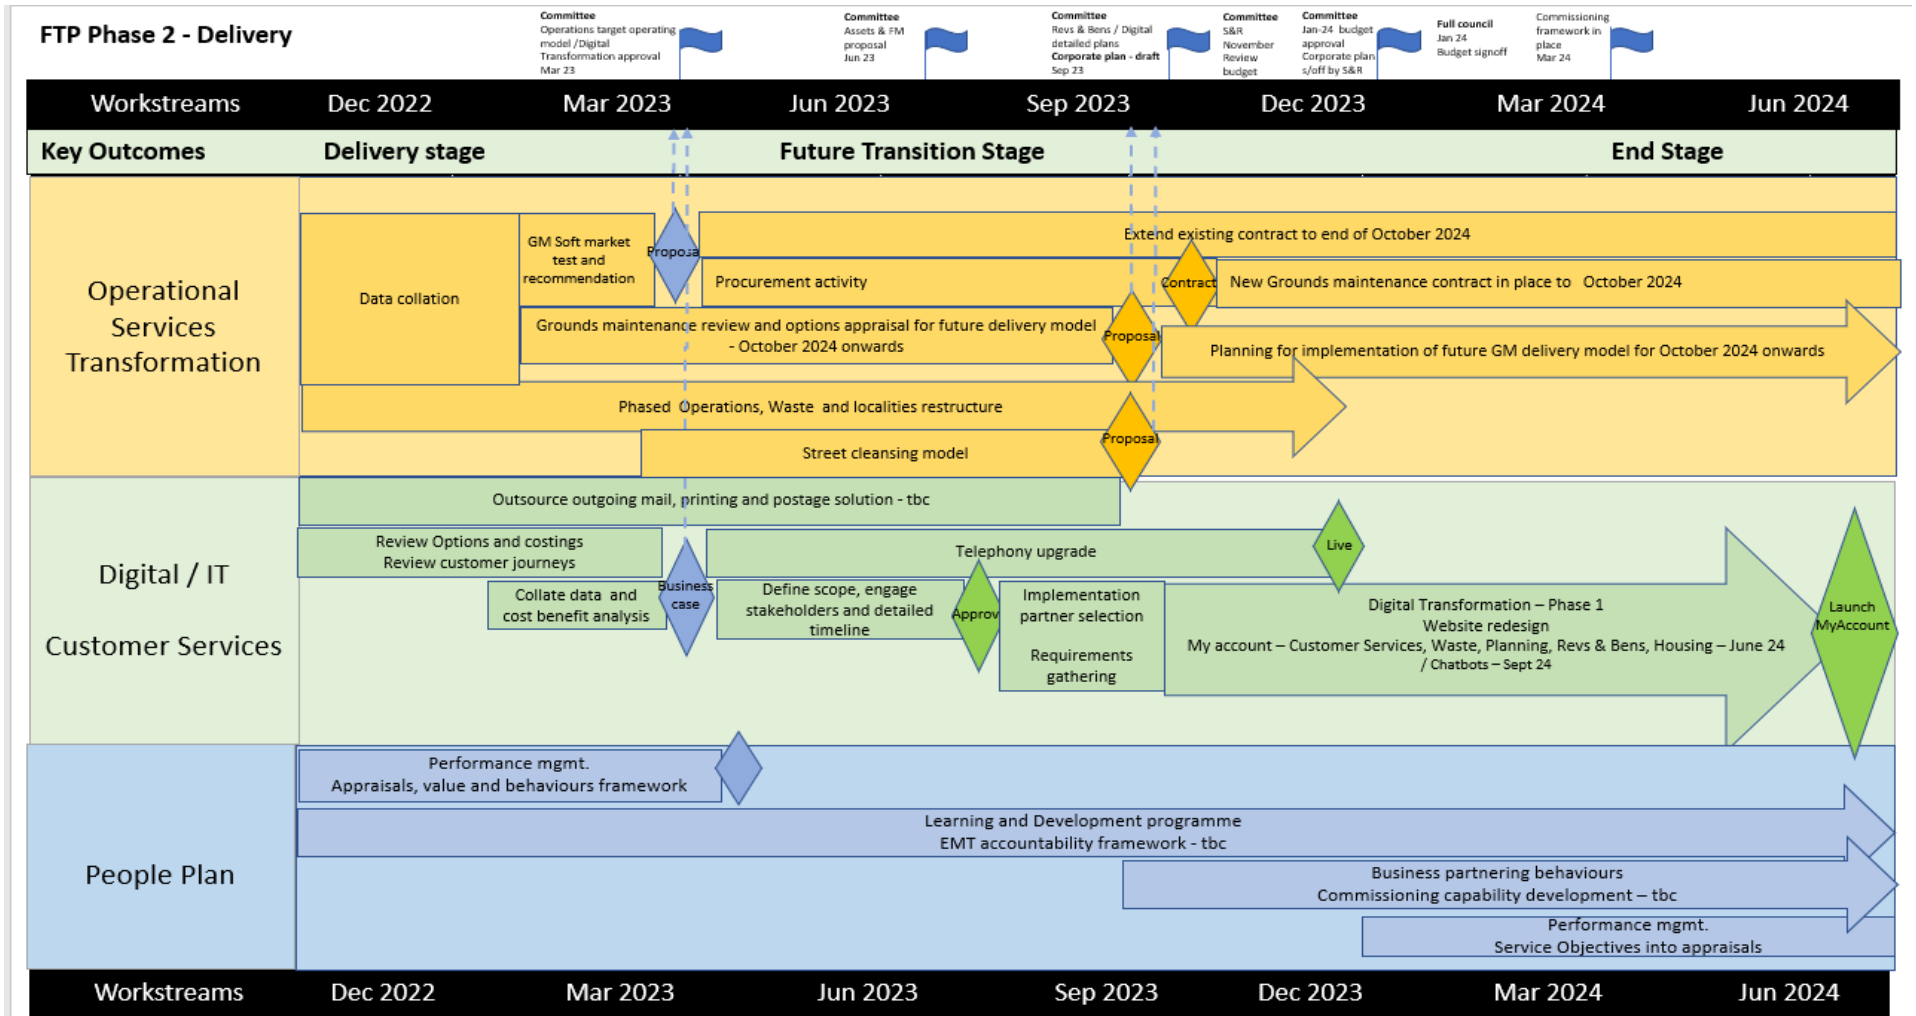 FTP Phase 2 - Delivery
Committee
Operations target operating
model /Digital
Transformation approval
Mar 23
Committee
Assets & FM
proposal
Jun 23
Committee
Revs & Bens / Digital
detailed plans
Corporate plan - draft
Sep 23
Committee
S&R
November
Review
budget
Committee
Jan-24 budget
approval
Corporate plan
s/off by S&R
Full council
Jan 24
Budget signoff
Commissioning
framework in
place
Mar 24
Workstreams Dec 2022 Mar 2023 Jun 2023 Sep 2023 Dec 2023 Mar 2024 Jun 2024
Key Outcomes Delivery stage Future Transition Stage End Stage
Operational
Services
Transformation
Data collation
GM Soft market
test and
recommendation
Proposa
Extend existing contract to end of October 2024
Procurement activity
Contract
New Grounds maintenance contract in place to October 2024
Grounds maintenance review and options appraisal for future delivery model
- October 2024 onwards
Proposal
Planning for implementation of future GM delivery model for October 2024 onwards
Phased Operations, Waste and localities restructure
Street cleansing model
Proposal
Digital / IT
Customer Services
Outsource outgoing mail, printing and postage solution - tbc
Review Options and costings
Review customer journeys
Telephony upgrade
Live
Collate data and
cost benefit analysis
Business
case
Define scope, engage
stakeholders and detailed
timeline
Approv
Implementation
partner selection
Requirements
gathering
Digital Transformation – Phase 1
Website redesign
My account – Customer Services, Waste, Planning, Revs & Bens, Housing – June 24
/ Chatbots – Sept 24
Launch
MyAccount
People Plan
Performance mgmt.
Appraisals, value and behaviours framework
Learning and Development programme
EMT accountability framework - tbc
Business partnering behaviours
Commissioning capability development – tbc
Performance mgmt.
Service Objectives into appraisals
Workstreams Dec 2022 Mar 2023 Jun 2023 Sep 2023 Dec 2023 Mar 2024 Jun 2024